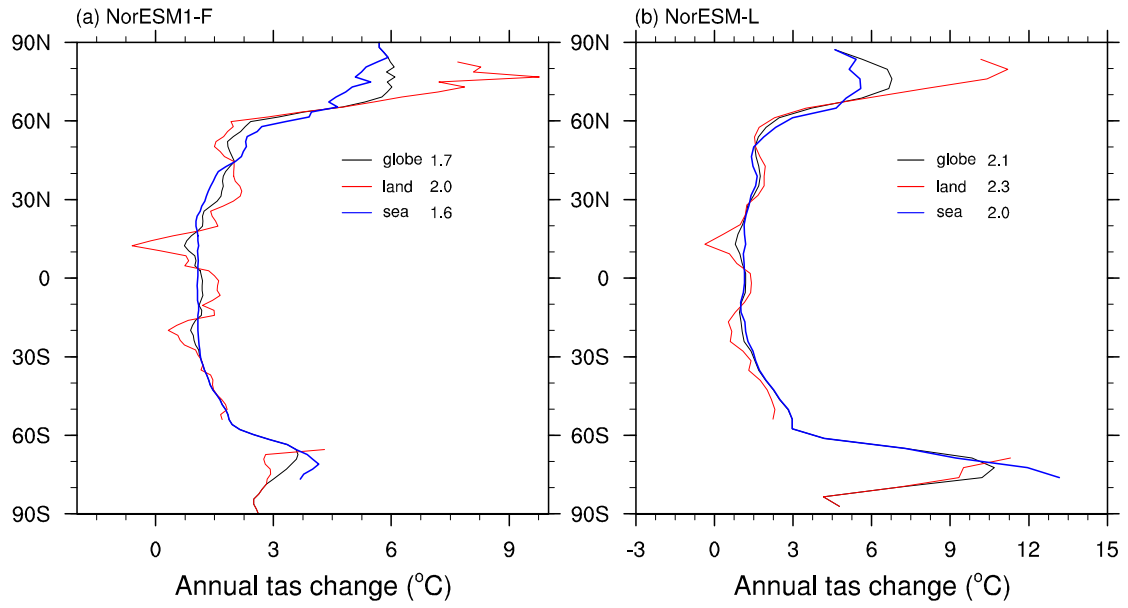 (a) NorESM1-F
90N
60N
30N
0
30S
60S
90S
globe 1.7
land 2.0
sea 1.6
0 3 6 9
Annual tas change (°C)
(b) NorESM-L
90N
60N
30N
0
30S
60S
90S
globe 2.1
land 2.3
sea 2.0
-3 0 3 6 9 12 15
Annual tas change (°C)